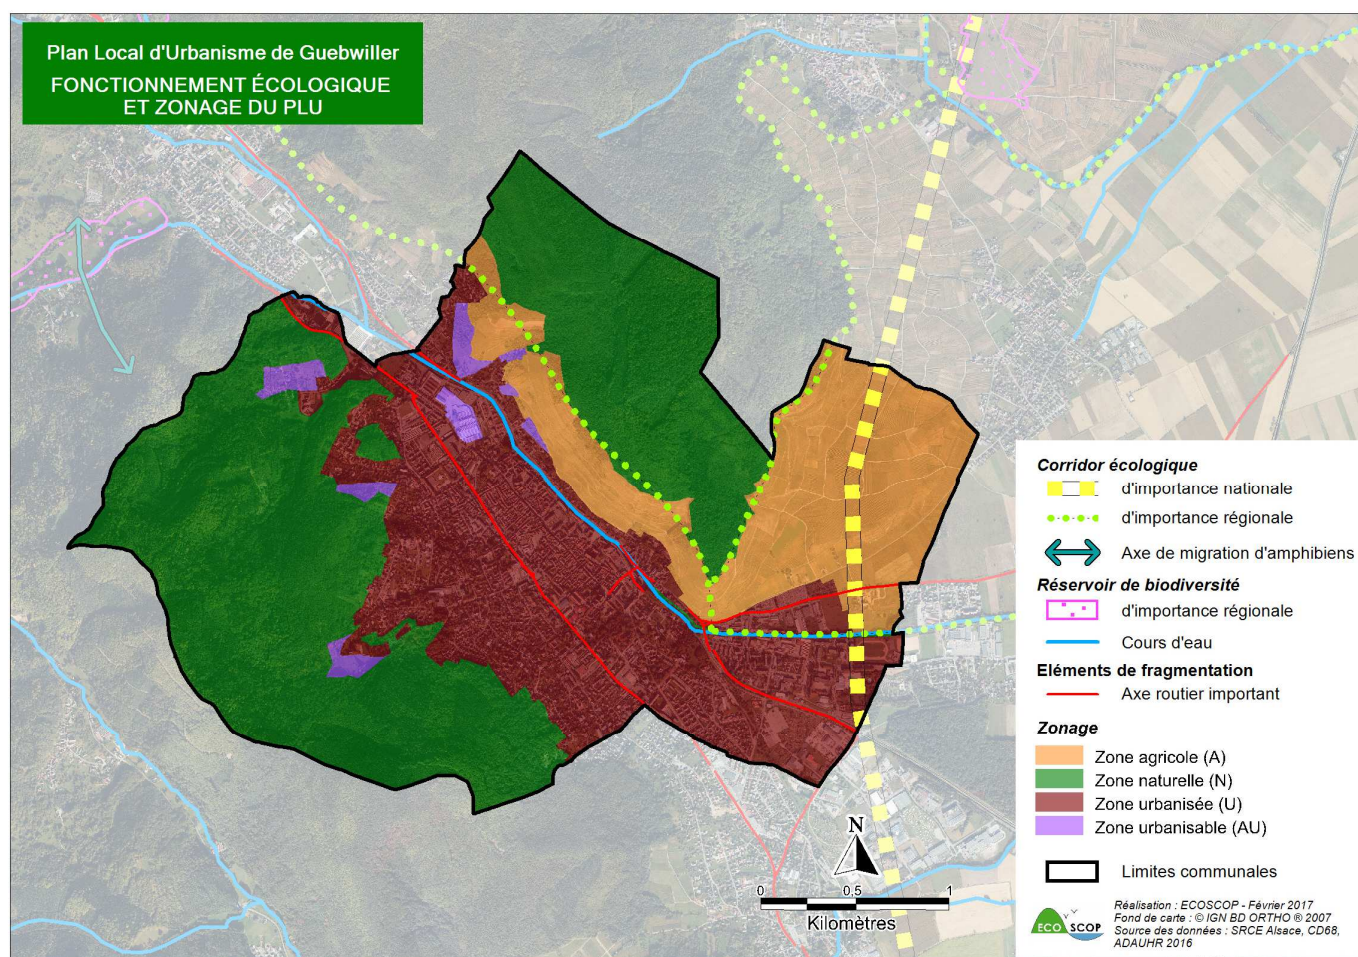 Plan Local d'Urbanisme de Guebwiller
FONCTIONNEMENT ÉCOLOGIQUE
ET ZONAGE DU PLU
Corridor écologique
d'importance nationale
d'importance régionale
Axe de migration d'amphibiens
Réservoir de biodiversité
d'importance régionale
Cours d'eau
Eléments de fragmentation
Axe routier important
Zonage
Zone agricole (A)
Zone naturelle (N)
Zone urbanisée (U)
Zone urbanisable (AU)
Limites communales
N
0 0,5 1
Kilomètres
ECO SCOP
Réalisation : ECOSCOP - Février 2017
Fond de carte : © IGN BD ORTHO ® 2007
Source des données : SRCE Alsace, CD68,
ADAUHR 2016